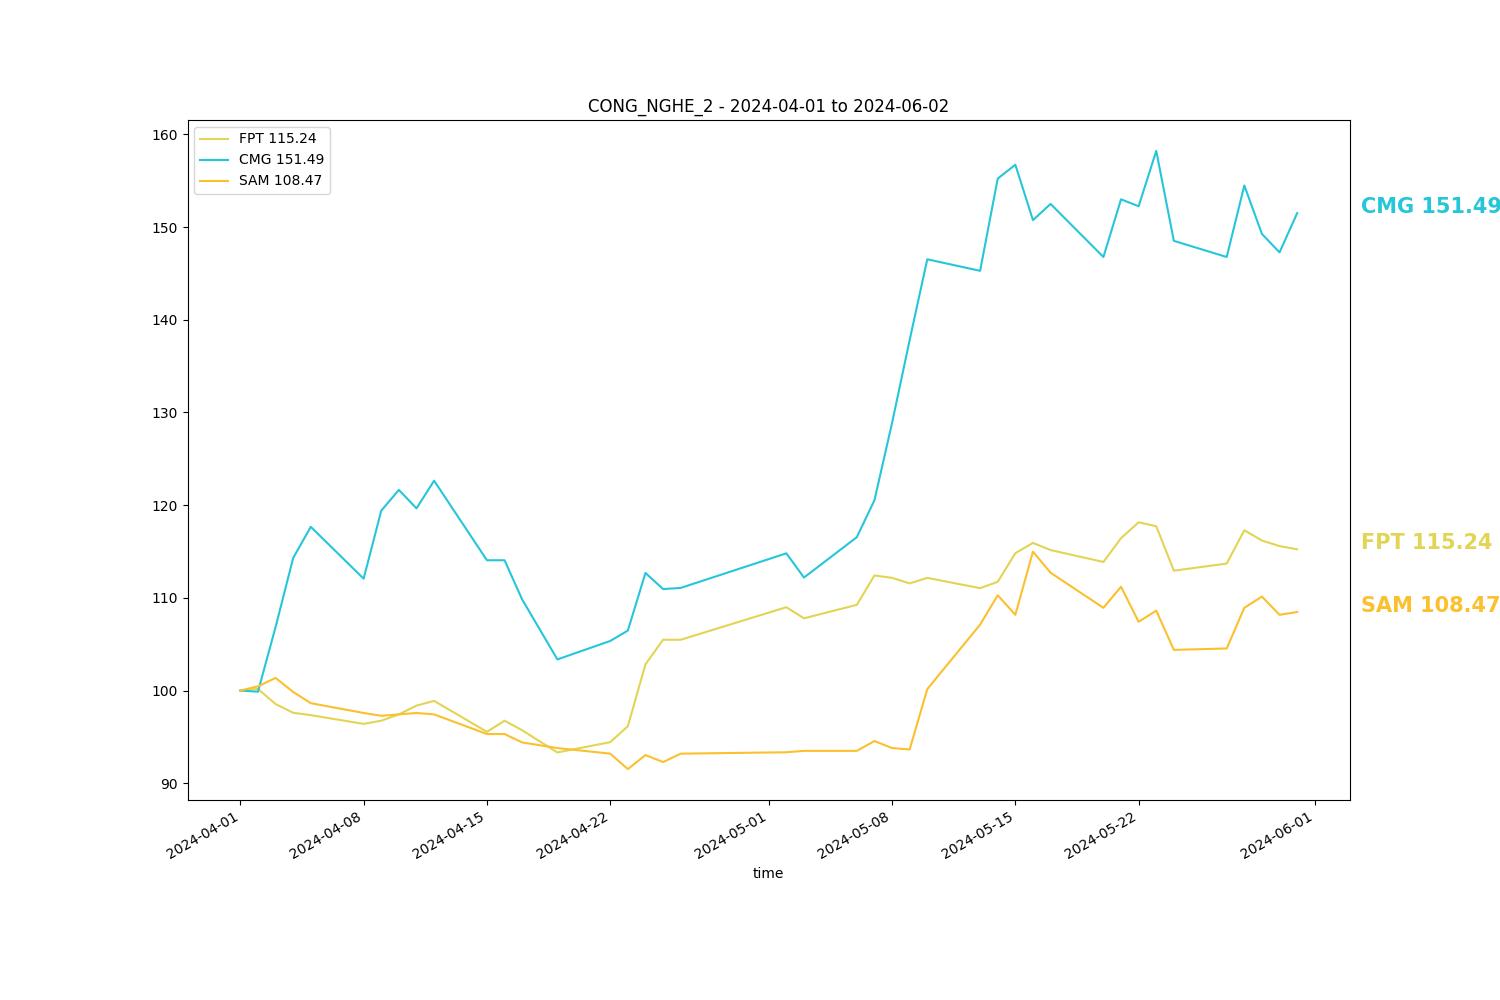 CONG_NGHE_2 - 2024-04-01 to 2024-06-02
160
150
140
130
120
110
100
90
FPT 115.24
CMG 151.49
SAM 108.47
CMG 151.49
FPT 115.24
SAM 108.47
2024-04-01
2024-04-08
2024-04-15
2024-04-22
2024-05-01
2024-05-08
2024-05-15
2024-05-22
2024-06-01
time